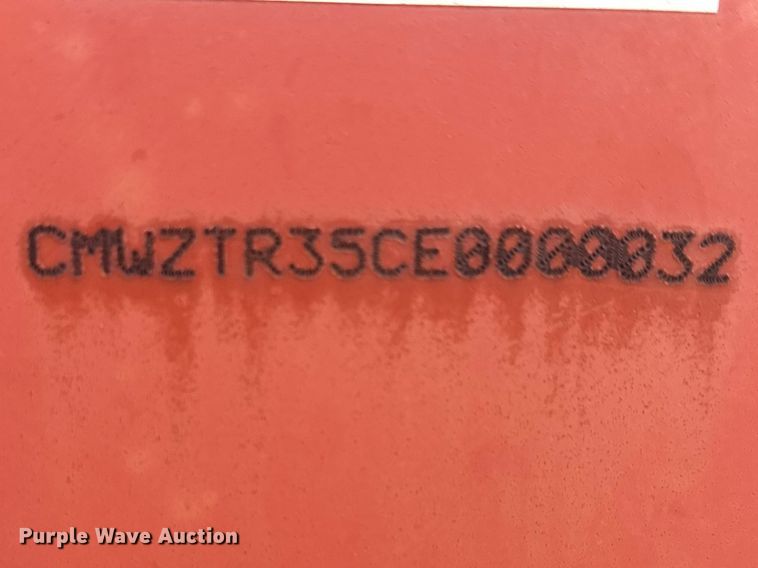 CMWZTR35CE0000032
Purple Wave Auction